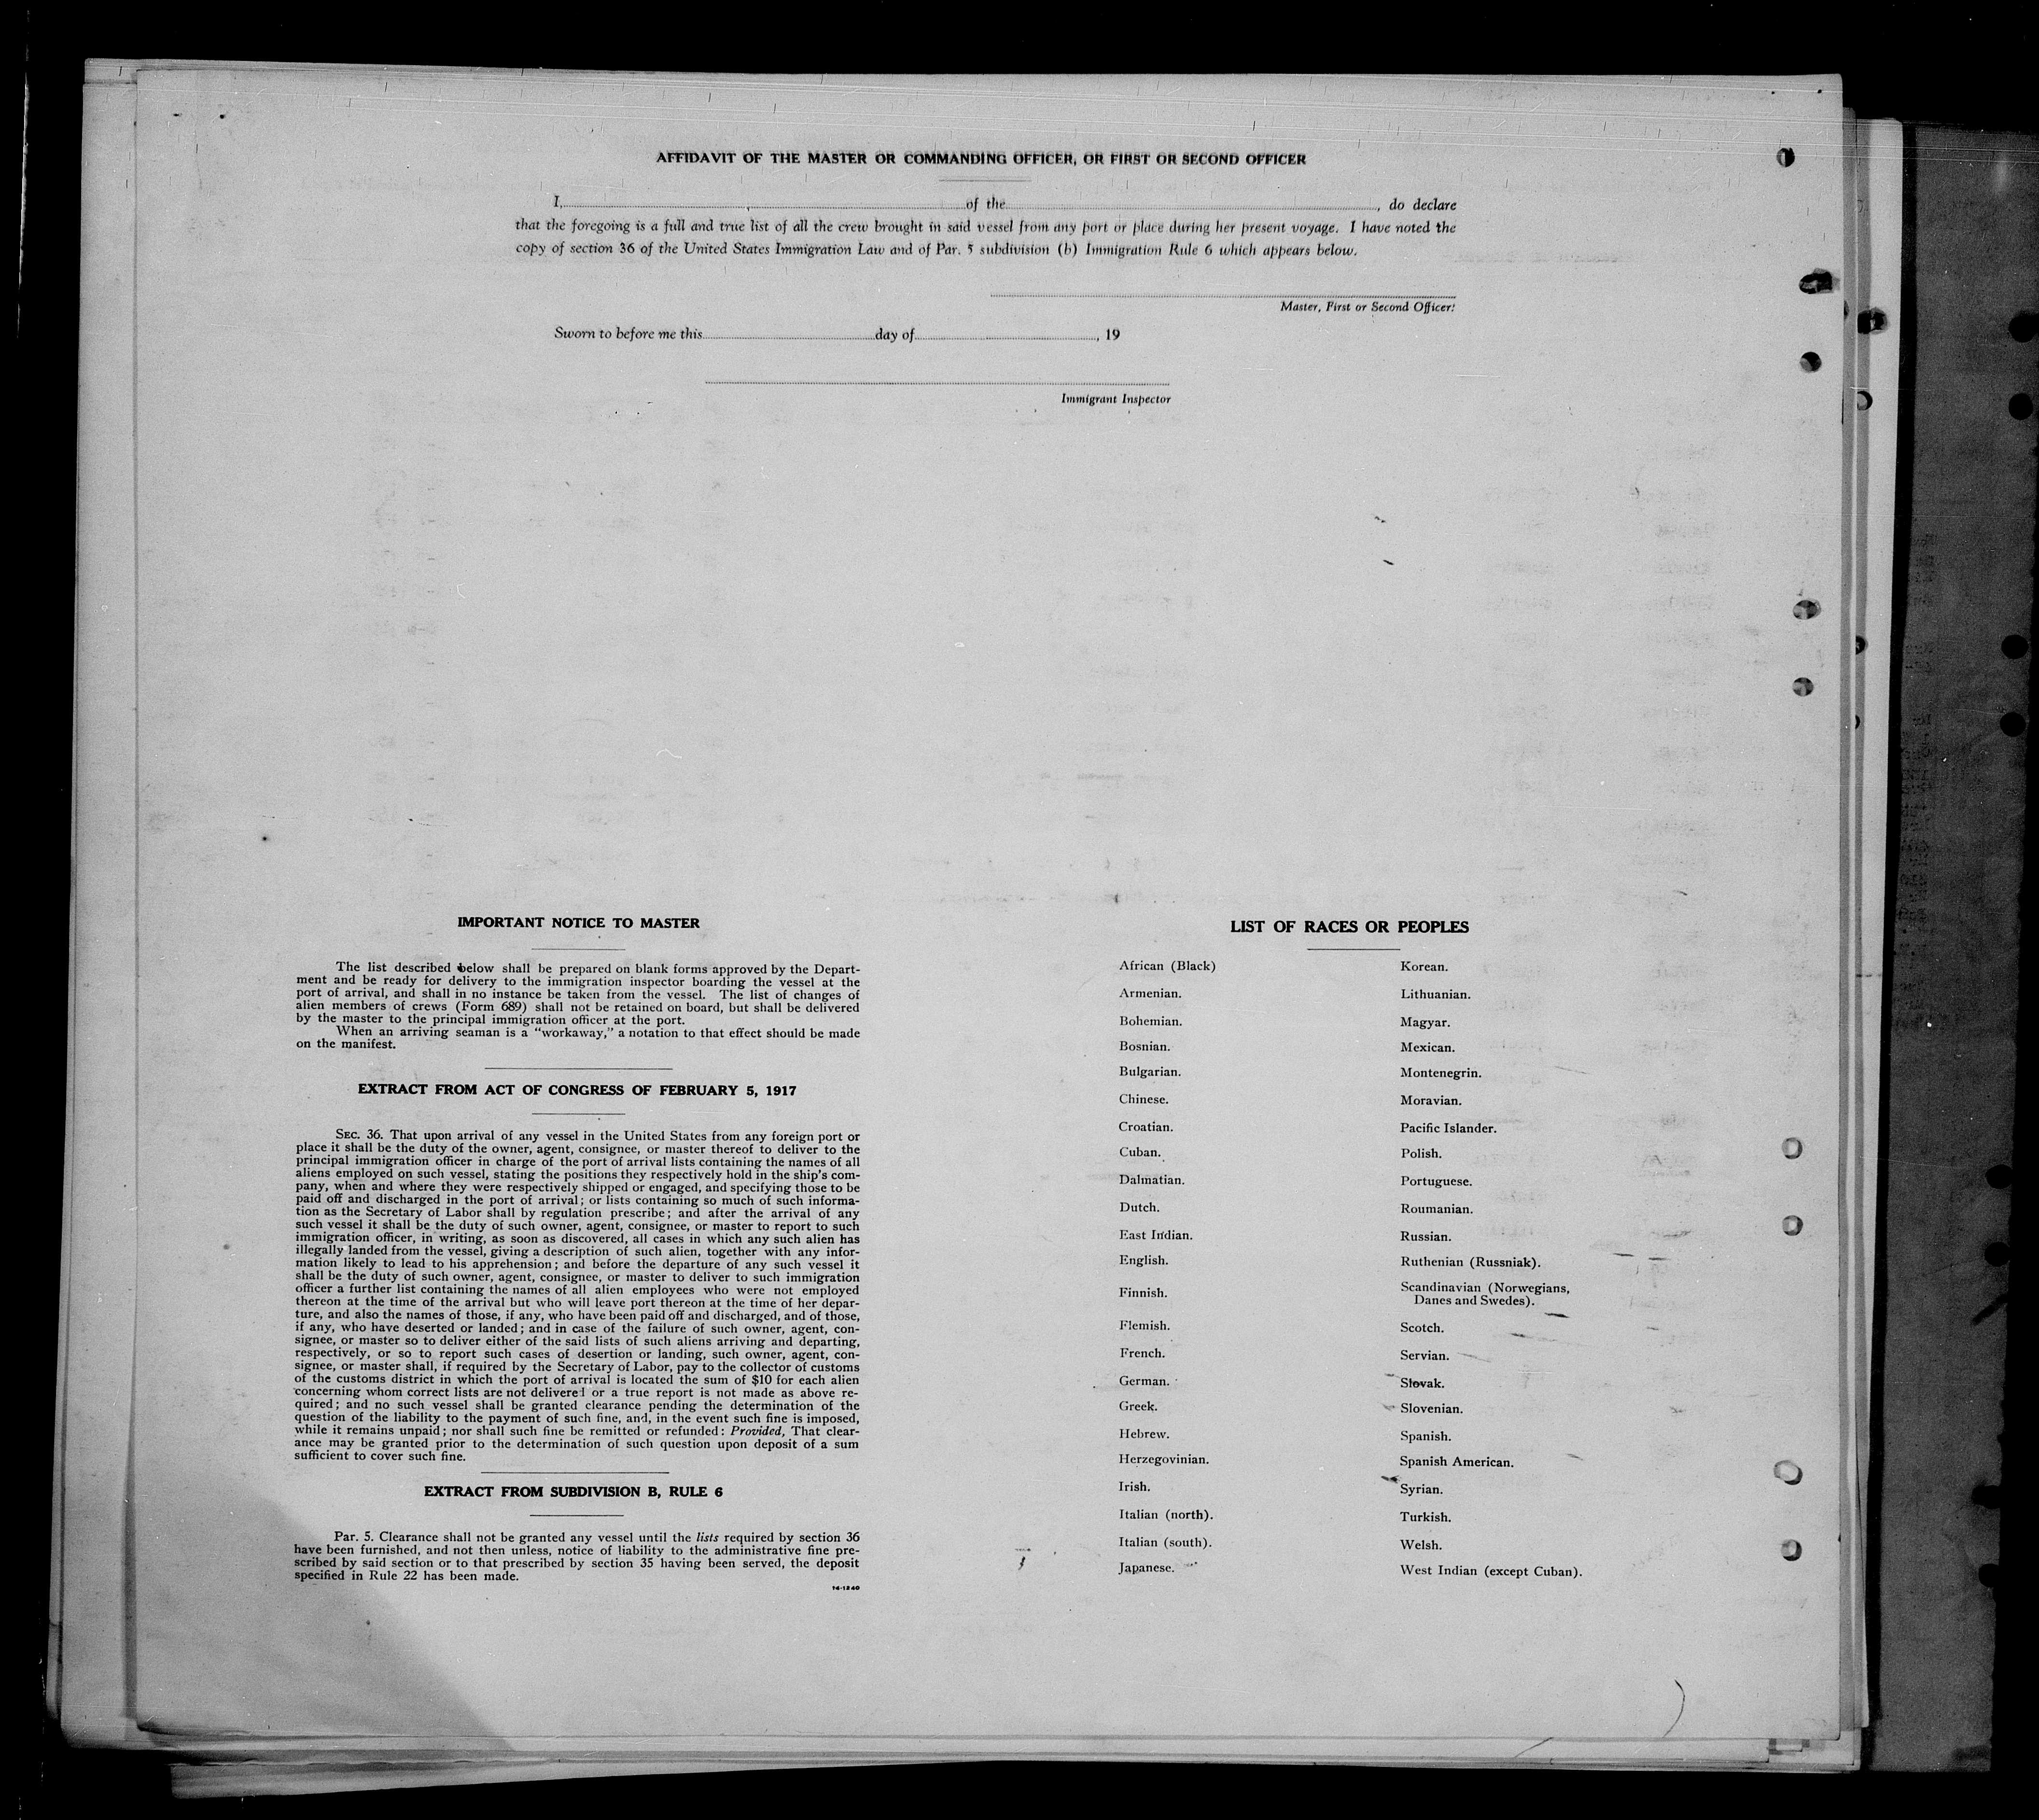 AFFIDAVIT OF THE MASTER OR COMMANDING OFFICER, OR FIRST OR SECOND OFFICER
I, of the , do declare
that the foregoing is a full and true list of all the crew brought in said vessel from any port or place during her present voyage. I have noted the
copy of section 36 of the United States Immigration Law and of Par. 5 subdivision (b) Immigration Rule 6 which appears below.
Master, First or Second Officer.
Sworn to before me this day of , 19
Immigrant Inspector
IMPORTANT NOTICE TO MASTER
The list described below shall be prepared on blank forms approved by the Depart-
ment and be ready for delivery to the immigration inspector boarding the vessel at the
port of arrival, and shall in no instance be taken from the vessel. The list of changes of
alien members of crews (Form 689) shall not be retained on board, but shall be delivered
by the master to the principal immigration officer at the port.
When an arriving seaman is a "workaway," a notation to that effect should be made
on the manifest.
EXTRACT FROM ACT OF CONGRESS OF FEBRUARY 5, 1917
SEC. 36. That upon arrival of any vessel in the United States from any foreign port or
place it shall be the duty of the owner, agent, consignee, or master thereof to deliver to the
principal immigration officer in charge of the port of arrival lists containing the names of all
aliens employed on such vessel, stating the positions they respectively hold in the ship's com-
pany, when and where they were respectively shipped or engaged, and specifying those to be
paid off and discharged in the port of arrival; or lists containing so much of such informa-
tion as the Secretary of Labor shall by regulation prescribe; and after the arrival of any
such vessel it shall be the duty of such owner, agent, consignee, or master to report to such
immigration officer, in writing, as soon as discovered, all cases in which any such alien has
illegally landed from the vessel, giving a description of such alien, together with any infor-
mation likely to lead to his apprehension; and before the departure of any such vessel it
shall be the duty of such owner, agent, consignee, or master to deliver to such immigration
officer a further list containing the names of all alien employees who were not employed
thereon at the time of the arrival but who will leave port thereon at the time of her depar-
ture, and also the names of those, if any, who have been paid off and discharged, and of those,
if any, who have deserted or landed; and in case of the failure of such owner, agent, con-
signee, or master so to deliver either of the said lists of such aliens arriving and departing,
respectively, or so to report such cases of desertion or landing, such owner, agent, con-
signee, or master shall, if required by the Secretary of Labor, pay to the collector of customs
of the customs district in which the port of arrival is located the sum of $10 for each alien
concerning whom correct lists are not delivered or a true report is not made as above re-
quired; and no such vessel shall be granted clearance pending the determination of the
question of the liability to the payment of such fine, and, in the event such fine is imposed,
while it remains unpaid; nor shall such fine be remitted or refunded: Provided, That clear-
ance may be granted prior to the determination of such question upon deposit of a sum
sufficient to cover such fine.
EXTRACT FROM SUBDIVISION B, RULE 6
Par. 5. Clearance shall not be granted any vessel until the lists required by section 36
have been furnished, and not then unless, notice of liability to the administrative fine pre-
scribed by said section or to that prescribed by section 35 having been served, the deposit
specified in Rule 22 has been made.
14-1240
LIST OF RACES OR PEOPLES
African (Black)
Armenian.
Bohemian.
Bosnian.
Bulgarian.
Chinese.
Croatian.
Cuban.
Dalmatian.
Dutch.
East Indian.
English.
Finnish.
Flemish.
French.
German.
Greek.
Hebrew.
Herzegovinian.
Irish.
Italian (north).
Italian (south).
Japanese.
Korean.
Lithuanian.
Magyar.
Mexican.
Montenegrin.
Moravian.
Pacific Islander.
Polish.
Portuguese.
Roumanian.
Russian.
Ruthenian (Russniak).
Scandinavian (Norwegians,
Danes and Swedes).
Scotch.
Servian.
Slovak.
Slovenian.
Spanish.
Spanish American.
Syrian.
Turkish.
Welsh.
West Indian (except Cuban).